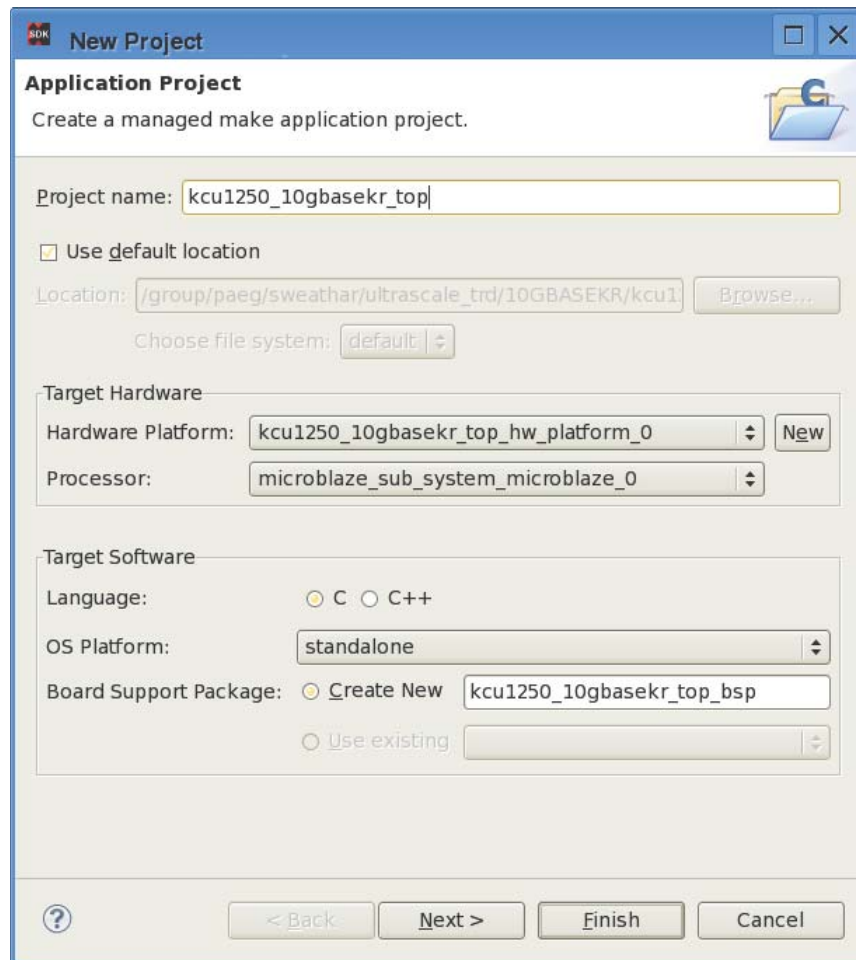 SDK New Project
Application Project
Create a managed make application project.
Project name: kcu1250_10gbasekr_top
Use default location
Location: /group/paeg/sweathar/ultrascale_trd/10GBASEKR/kcu1 Browse...
Choose file system: default
Target Hardware
Hardware Platform: kcu1250_10gbasekr_top_hw_platform_0 New
Processor: microblaze_sub_system_microblaze_0
Target Software
Language: C C++
OS Platform: standalone
Board Support Package: Create New kcu1250_10gbasekr_top_bsp
Use existing
? < Back Next > Finish Cancel